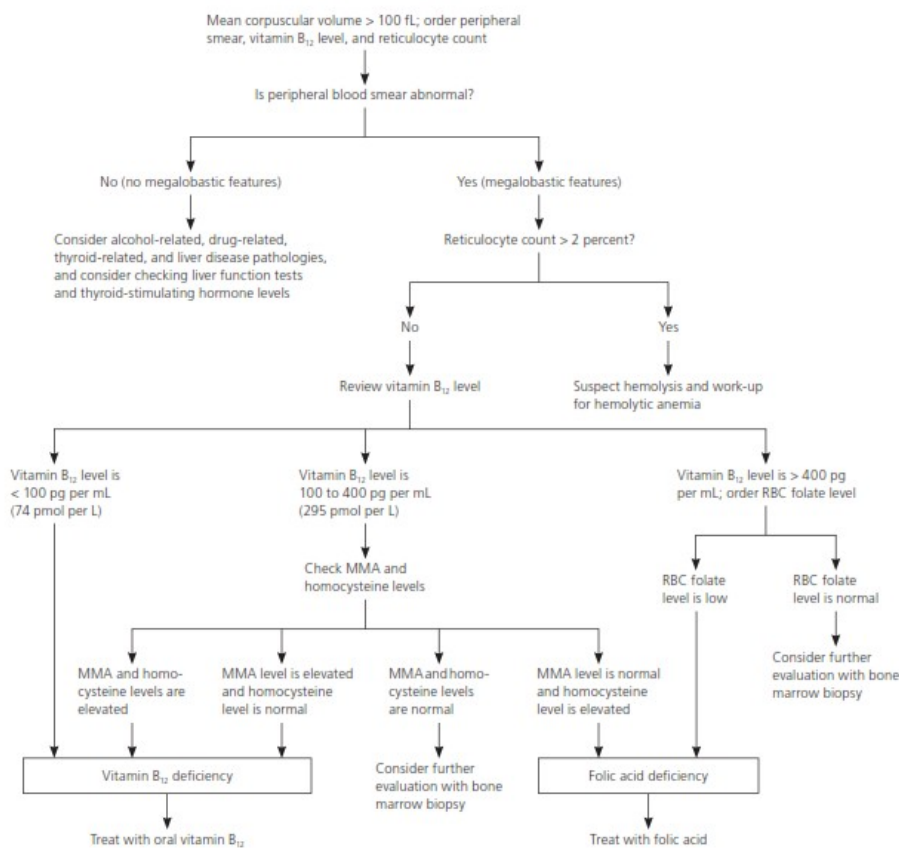 Mean corpuscular volume > 100 fL; order peripheral
smear, vitamin B₁₂ level, and reticulocyte count
Is peripheral blood smear abnormal?
No (no megalobastic features)
Yes (megalobastic features)
Consider alcohol-related, drug-related,
thyroid-related, and liver disease pathologies,
and consider checking liver function tests
and thyroid-stimulating hormone levels
Reticulocyte count > 2 percent?
No
Yes
Review vitamin B₁₂ level
Suspect hemolysis and work-up
for hemolytic anemia
Vitamin B₁₂ level is
< 100 pg per mL
(74 pmol per L)
Vitamin B₁₂ level is
100 to 400 pg per mL
(295 pmol per L)
Vitamin B₁₂ level is > 400 pg
per mL; order RBC folate level
Check MMA and
homocysteine levels
RBC folate
level is low
RBC folate
level is normal
MMA and homo-
cysteine levels are
elevated
MMA level is elevated
and homocysteine
level is normal
MMA and homo-
cysteine levels
are normal
MMA level is normal
and homocysteine
level is elevated
Consider further
evaluation with bone
marrow biopsy
Vitamin B₁₂ deficiency
Consider further
evaluation with bone
marrow biopsy
Folic acid deficiency
Treat with oral vitamin B₁₂
Treat with folic acid